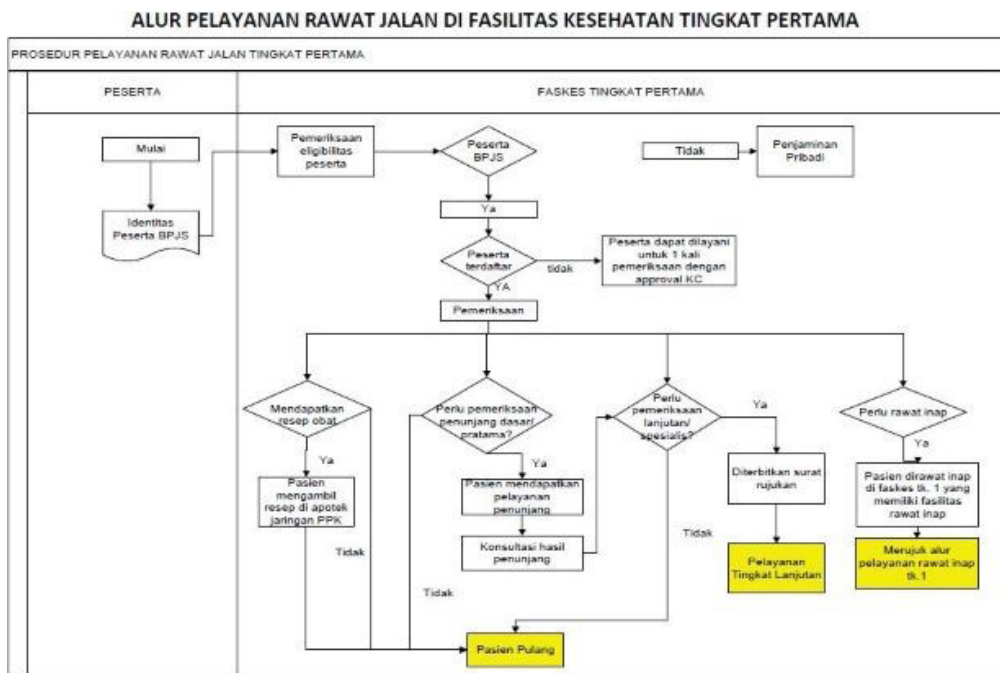 ALUR PELAYANAN RAWAT JALAN DI FASILITAS KESEHATAN TINGKAT PERTAMA
PROSEDUR PELAYANAN RAWAT JALAN TINGKAT PERTAMA
PESERTA
FASKES TINGKAT PERTAMA
Mulai
Identitas
Peserta BPJS
Pemeriksaan
eligibilitas
peserta
Peserta
BPJS
Tidak
Penjaminan
Pribadi
Ya
Peserta
terdaftar
tidak
Peserta dapat dilayani
untuk 1 kali
pemeriksaan dengan
approval KC
YA
Pemeriksaan
Mendapatkan
resep obat
Ya
Pasien
mengambil
resep di apotek
jaringan PPK
Tidak
Perlu pemeriksaan
penunjang dasar/
pratama?
Ya
Pasien mendapatkan
pelayanan
penunjang
Konsultasi hasil
penunjang
Tidak
Perlu
pemeriksaan
lanjutan/
spesialis?
Ya
Diterbitkan surat
rujukan
Tidak
Pelayanan
Tingkat Lanjutan
Perlu rawat inap
Ya
Pasien dirawat inap
di faskes tk. 1 yang
memiliki fasilitas
rawat inap
Merujuk alur
pelayanan rawat inap
tk.1
Pasien Pulang